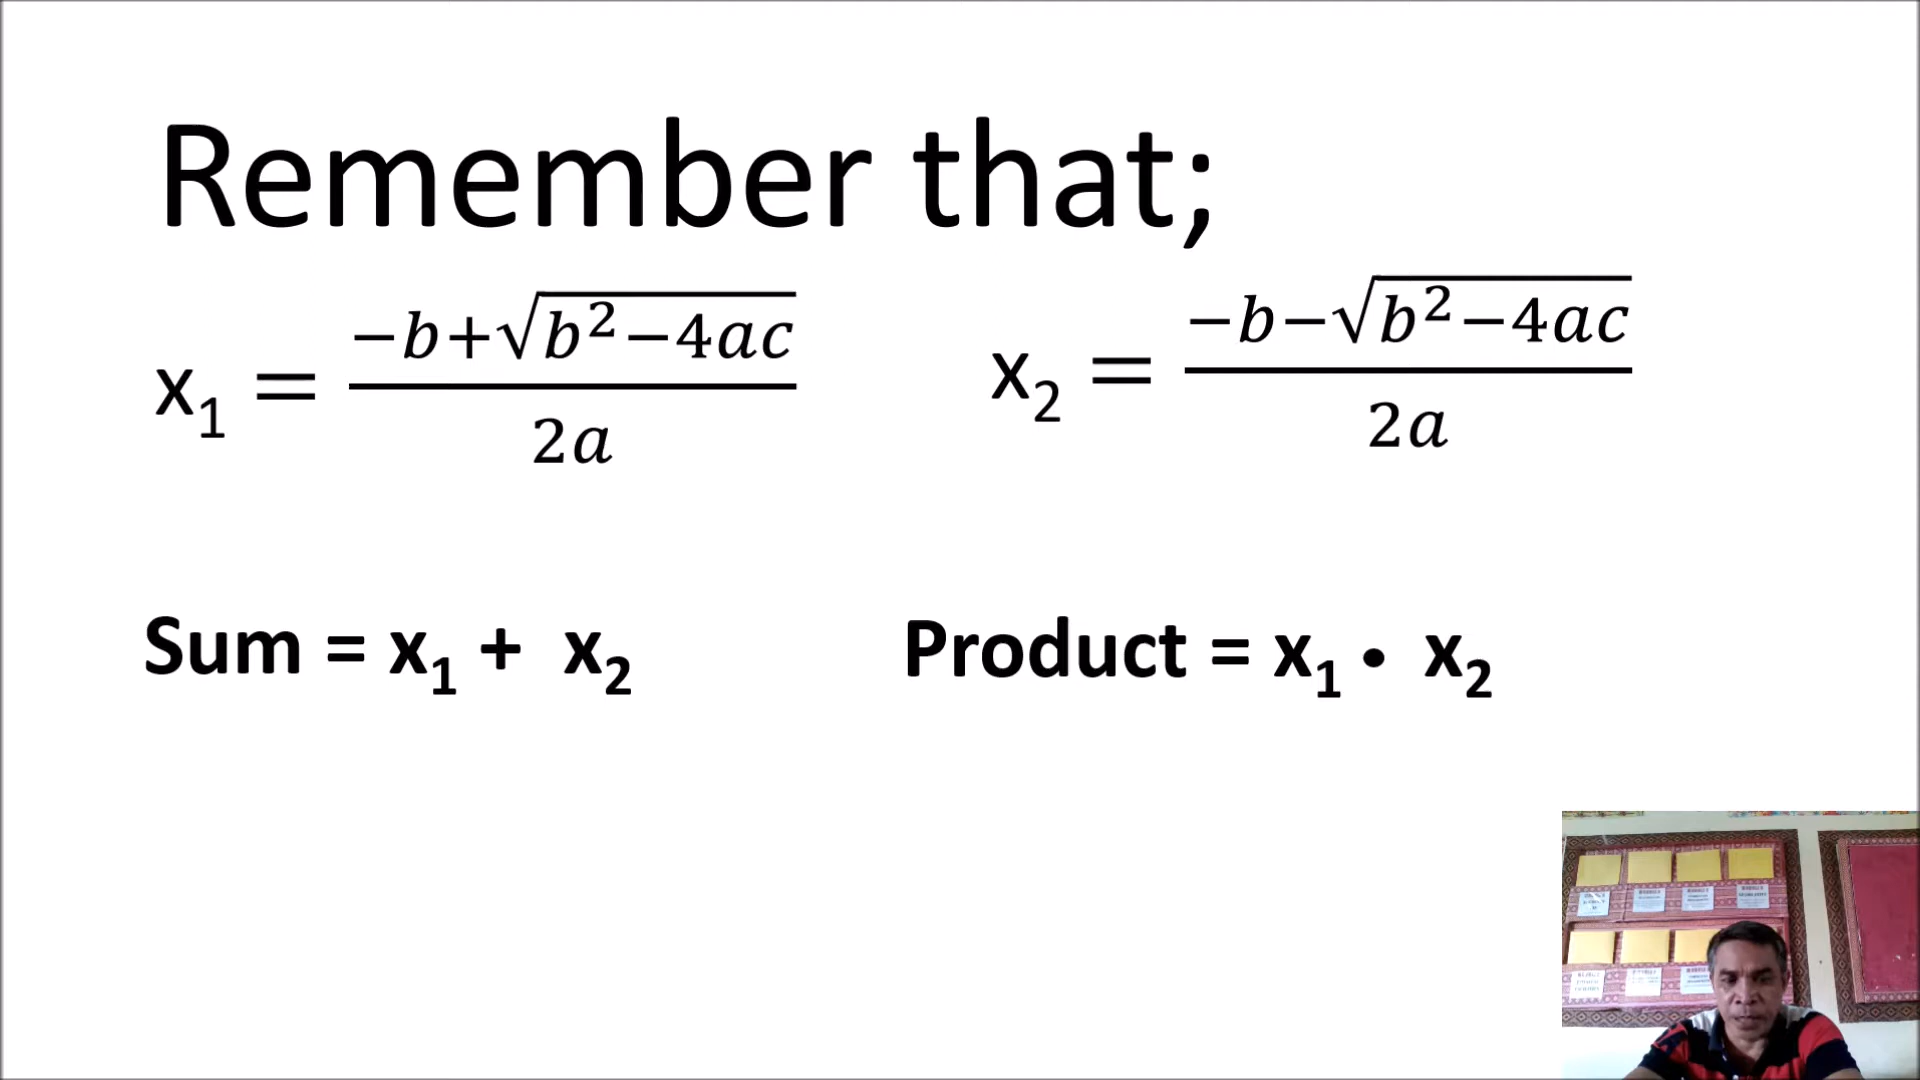 Remember that;
x₁ = (−b+√(b²−4ac))/(2a)
x₂ = (−b−√(b²−4ac))/(2a)
Sum = x₁ + x₂
Product = x₁ • x₂